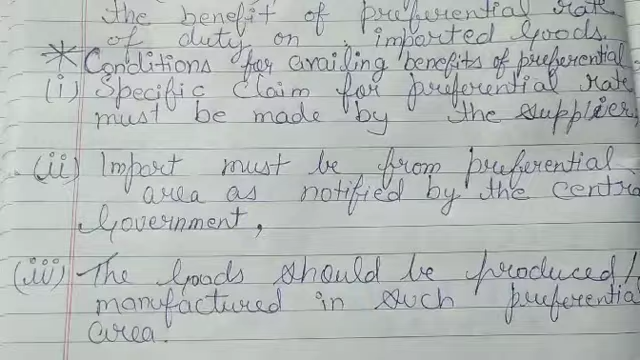 the benefit of preferential rate
of duty on imported Goods.
* Conditions for availing benefits of preferential
(i) Specific Claim for preferential rate
must be made by the supplier,
(ii) Import must be from preferential
area as notified by the Centra
Government,
(iii) The Goods should be produced/
manufactured in such preferentia
area.